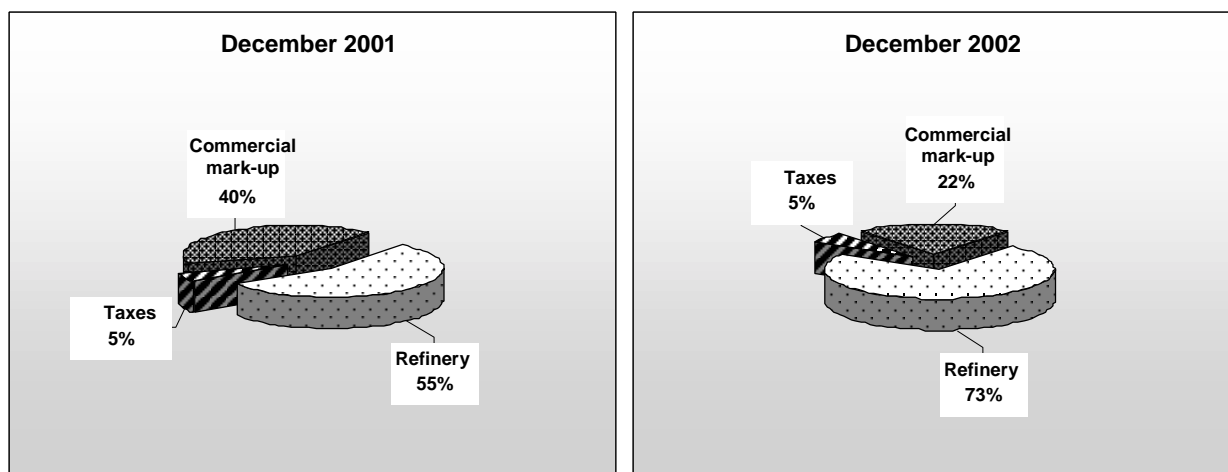 December 2001
Commercial
mark-up
40%
Taxes
5%
Refinery
55%
December 2002
Commercial
mark-up
22%
Taxes
5%
Refinery
73%